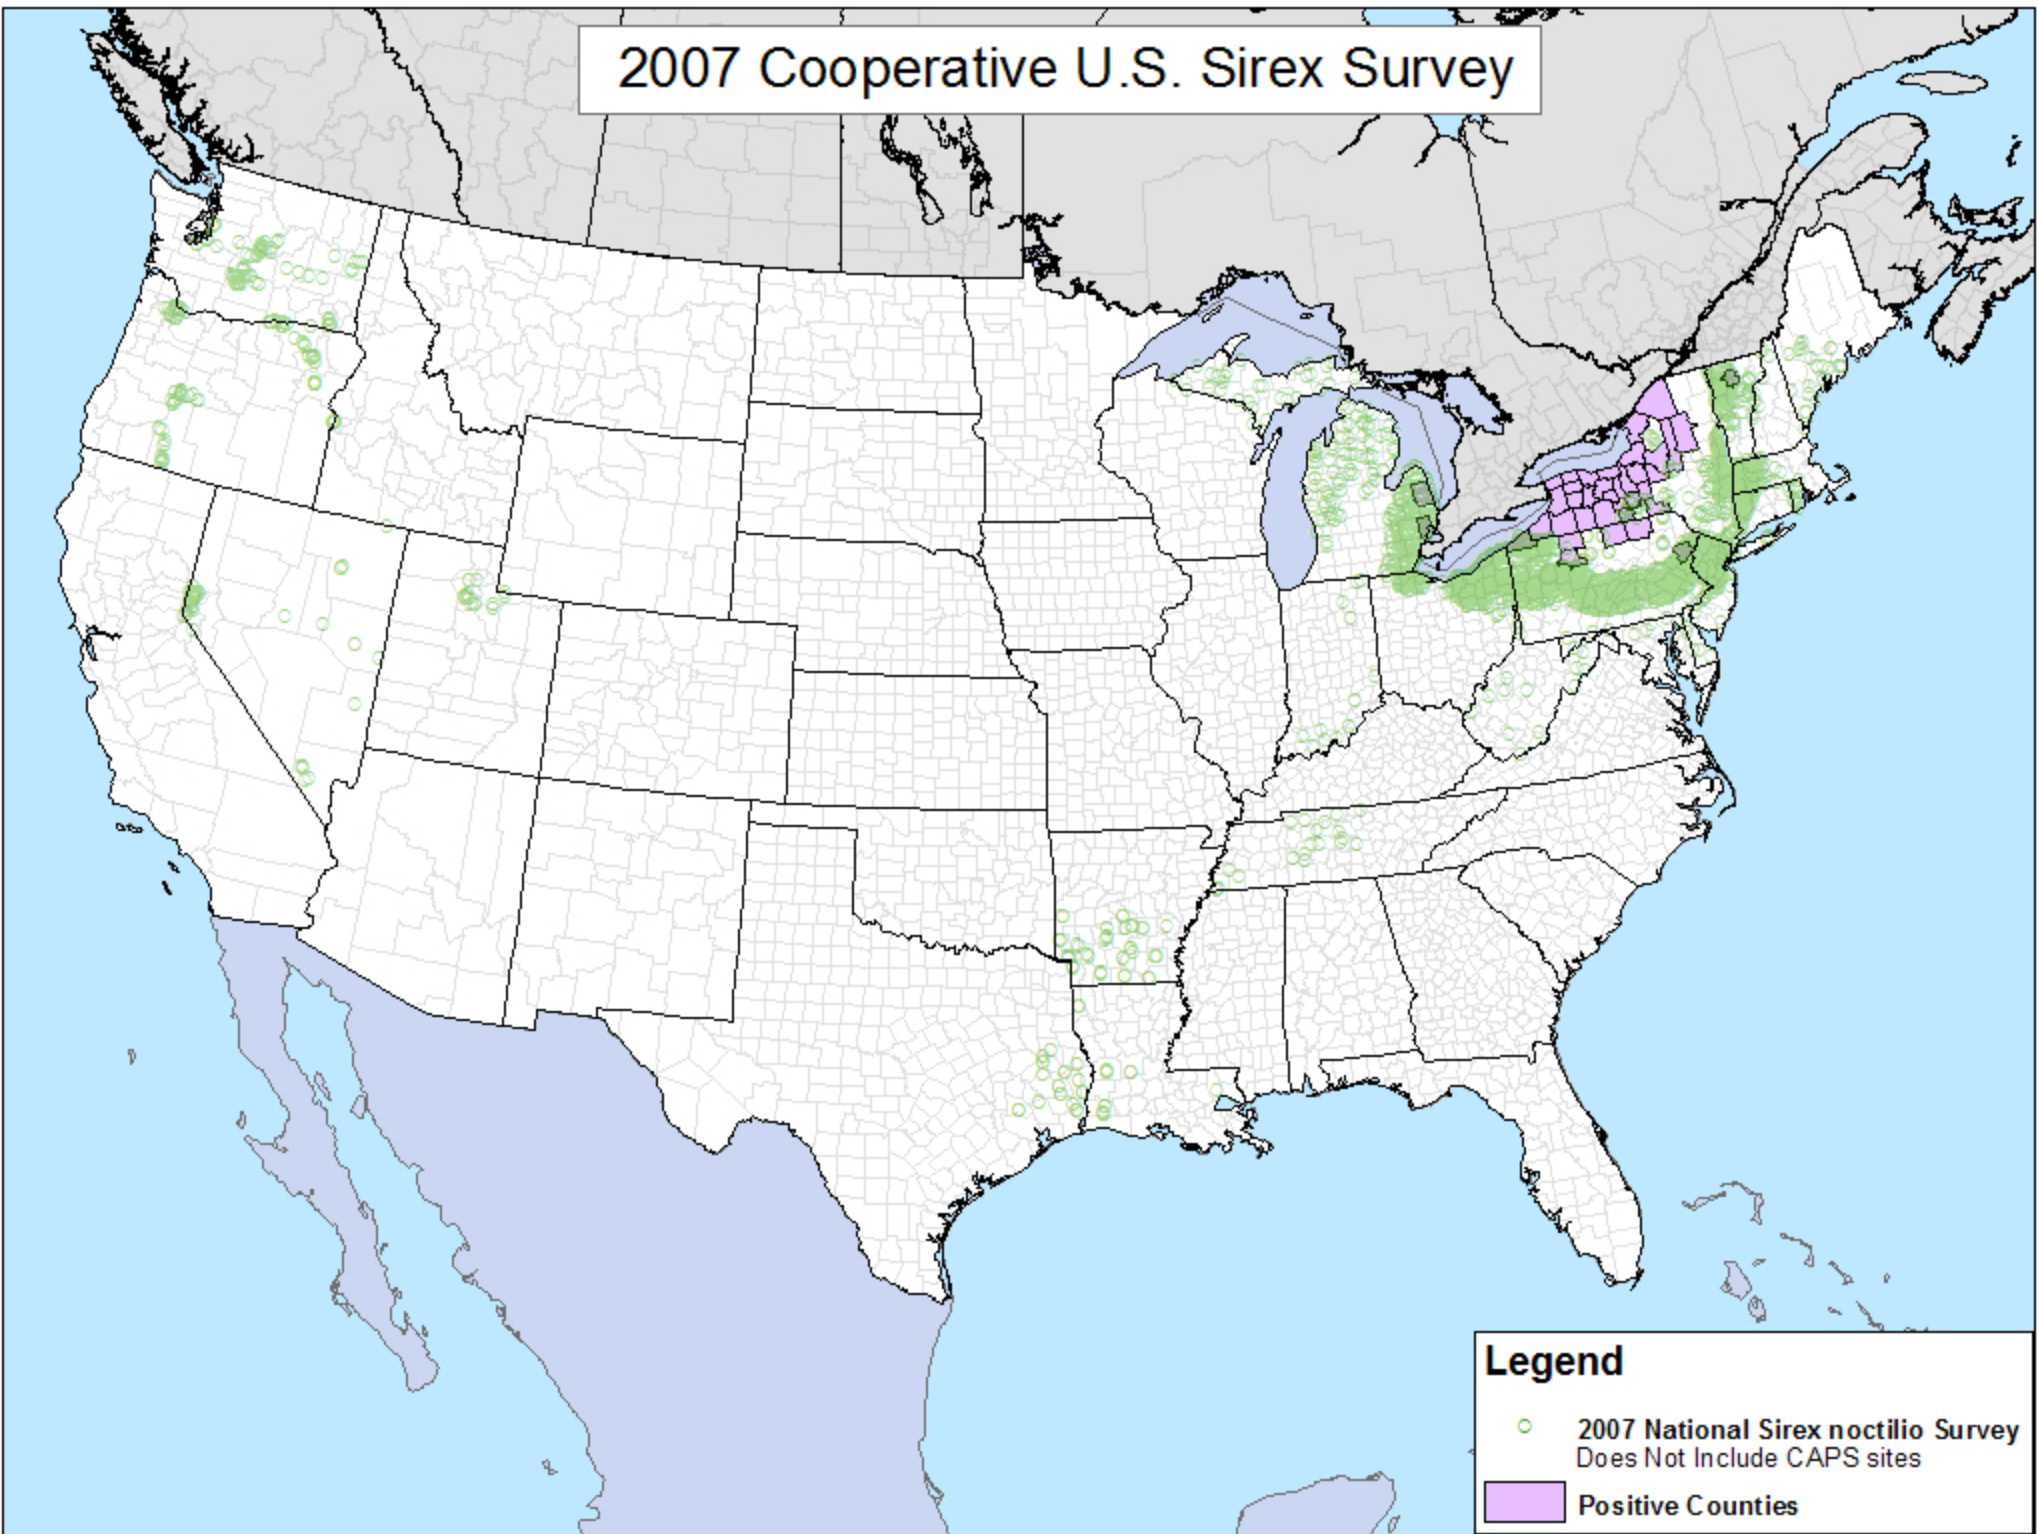 2007 Cooperative U.S. Sirex Survey
Legend
2007 National Sirex noctilio Survey
Does Not Include CAPS sites
Positive Counties